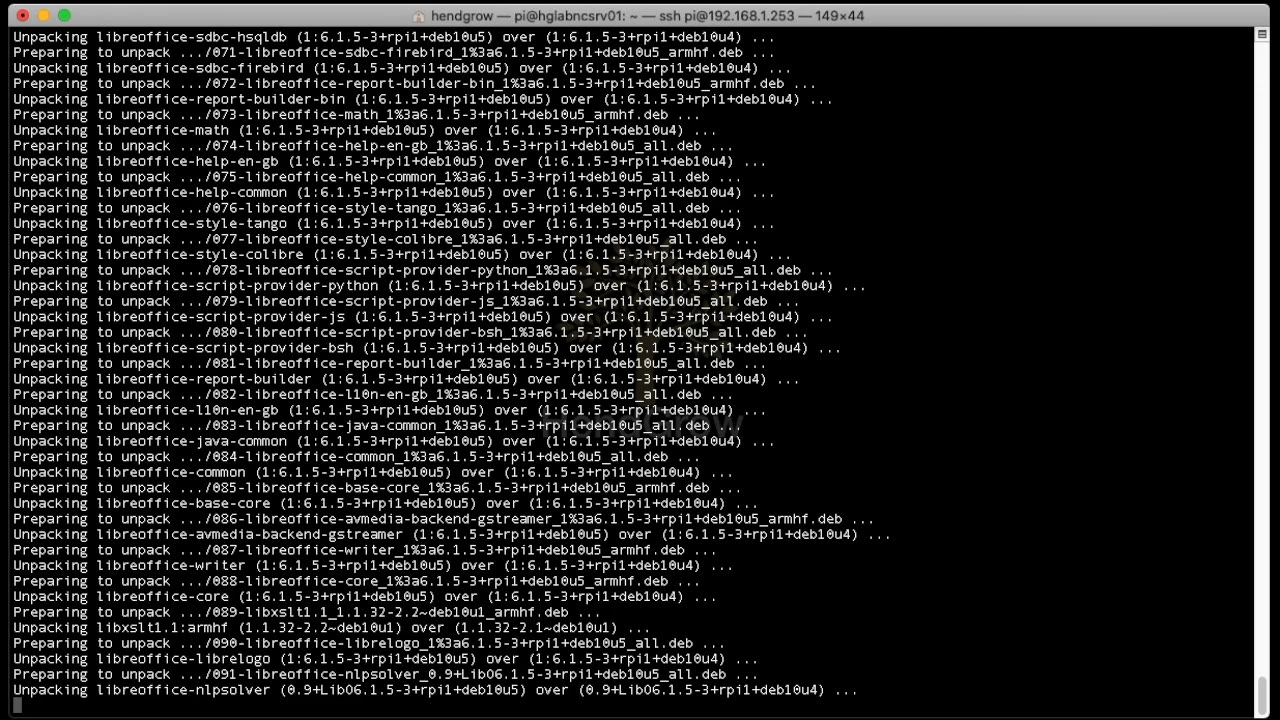 hendgrow — pi@hglabncsrv01: ~ — ssh pi@192.168.1.253 — 149×44
Unpacking libreoffice-sdbc-hsqldb (1:6.1.5-3+rpi1+deb10u5) over (1:6.1.5-3+rpi1+deb10u4) ...
Preparing to unpack .../071-libreoffice-sdbc-firebird_1%3a6.1.5-3+rpi1+deb10u5_armhf.deb ...
Unpacking libreoffice-sdbc-firebird (1:6.1.5-3+rpi1+deb10u5) over (1:6.1.5-3+rpi1+deb10u4) ...
Preparing to unpack .../072-libreoffice-report-builder-bin_1%3a6.1.5-3+rpi1+deb10u5_armhf.deb ...
Unpacking libreoffice-report-builder-bin (1:6.1.5-3+rpi1+deb10u5) over (1:6.1.5-3+rpi1+deb10u4) ...
Preparing to unpack .../073-libreoffice-math_1%3a6.1.5-3+rpi1+deb10u5_armhf.deb ...
Unpacking libreoffice-math (1:6.1.5-3+rpi1+deb10u5) over (1:6.1.5-3+rpi1+deb10u4) ...
Preparing to unpack .../074-libreoffice-help-en-gb_1%3a6.1.5-3+rpi1+deb10u5_all.deb ...
Unpacking libreoffice-help-en-gb (1:6.1.5-3+rpi1+deb10u5) over (1:6.1.5-3+rpi1+deb10u4) ...
Preparing to unpack .../075-libreoffice-help-common_1%3a6.1.5-3+rpi1+deb10u5_all.deb ...
Unpacking libreoffice-help-common (1:6.1.5-3+rpi1+deb10u5) over (1:6.1.5-3+rpi1+deb10u4) ...
Preparing to unpack .../076-libreoffice-style-tango_1%3a6.1.5-3+rpi1+deb10u5_all.deb ...
Unpacking libreoffice-style-tango (1:6.1.5-3+rpi1+deb10u5) over (1:6.1.5-3+rpi1+deb10u4) ...
Preparing to unpack .../077-libreoffice-style-colibre_1%3a6.1.5-3+rpi1+deb10u5_all.deb ...
Unpacking libreoffice-style-colibre (1:6.1.5-3+rpi1+deb10u5) over (1:6.1.5-3+rpi1+deb10u4) ...
Preparing to unpack .../078-libreoffice-script-provider-python_1%3a6.1.5-3+rpi1+deb10u5_all.deb ...
Unpacking libreoffice-script-provider-python (1:6.1.5-3+rpi1+deb10u5) over (1:6.1.5-3+rpi1+deb10u4) ...
Preparing to unpack .../079-libreoffice-script-provider-js_1%3a6.1.5-3+rpi1+deb10u5_all.deb ...
Unpacking libreoffice-script-provider-js (1:6.1.5-3+rpi1+deb10u5) over (1:6.1.5-3+rpi1+deb10u4) ...
Preparing to unpack .../080-libreoffice-script-provider-bsh_1%3a6.1.5-3+rpi1+deb10u5_all.deb ...
Unpacking libreoffice-script-provider-bsh (1:6.1.5-3+rpi1+deb10u5) over (1:6.1.5-3+rpi1+deb10u4) ...
Preparing to unpack .../081-libreoffice-report-builder_1%3a6.1.5-3+rpi1+deb10u5_all.deb ...
Unpacking libreoffice-report-builder (1:6.1.5-3+rpi1+deb10u5) over (1:6.1.5-3+rpi1+deb10u4) ...
Preparing to unpack .../082-libreoffice-l10n-en-gb_1%3a6.1.5-3+rpi1+deb10u5_all.deb ...
Unpacking libreoffice-l10n-en-gb (1:6.1.5-3+rpi1+deb10u5) over (1:6.1.5-3+rpi1+deb10u4) ...
Preparing to unpack .../083-libreoffice-java-common_1%3a6.1.5-3+rpi1+deb10u5_all.deb ...
HendGrow
Unpacking libreoffice-java-common (1:6.1.5-3+rpi1+deb10u5) over (1:6.1.5-3+rpi1+deb10u4) ...
Preparing to unpack .../084-libreoffice-common_1%3a6.1.5-3+rpi1+deb10u5_all.deb ...
Unpacking libreoffice-common (1:6.1.5-3+rpi1+deb10u5) over (1:6.1.5-3+rpi1+deb10u4) ...
Preparing to unpack .../085-libreoffice-base-core_1%3a6.1.5-3+rpi1+deb10u5_armhf.deb ...
Unpacking libreoffice-base-core (1:6.1.5-3+rpi1+deb10u5) over (1:6.1.5-3+rpi1+deb10u4) ...
Preparing to unpack .../086-libreoffice-avmedia-backend-gstreamer_1%3a6.1.5-3+rpi1+deb10u5_armhf.deb ...
Unpacking libreoffice-avmedia-backend-gstreamer (1:6.1.5-3+rpi1+deb10u5) over (1:6.1.5-3+rpi1+deb10u4) ...
Preparing to unpack .../087-libreoffice-writer_1%3a6.1.5-3+rpi1+deb10u5_armhf.deb ...
Unpacking libreoffice-writer (1:6.1.5-3+rpi1+deb10u5) over (1:6.1.5-3+rpi1+deb10u4) ...
Preparing to unpack .../088-libreoffice-core_1%3a6.1.5-3+rpi1+deb10u5_armhf.deb ...
Unpacking libreoffice-core (1:6.1.5-3+rpi1+deb10u5) over (1:6.1.5-3+rpi1+deb10u4) ...
Preparing to unpack .../089-libxslt1.1_1.1.32-2.2~deb10u1_armhf.deb ...
Unpacking libxslt1.1:armhf (1.1.32-2.2~deb10u1) over (1.1.32-2.1~deb10u1) ...
Preparing to unpack .../090-libreoffice-librelogo_1%3a6.1.5-3+rpi1+deb10u5_all.deb ...
Unpacking libreoffice-librelogo (1:6.1.5-3+rpi1+deb10u5) over (1:6.1.5-3+rpi1+deb10u4) ...
Preparing to unpack .../091-libreoffice-nlpsolver_0.9+LibO6.1.5-3+rpi1+deb10u5_all.deb ...
Unpacking libreoffice-nlpsolver (0.9+LibO6.1.5-3+rpi1+deb10u5) over (0.9+LibO6.1.5-3+rpi1+deb10u4) ...